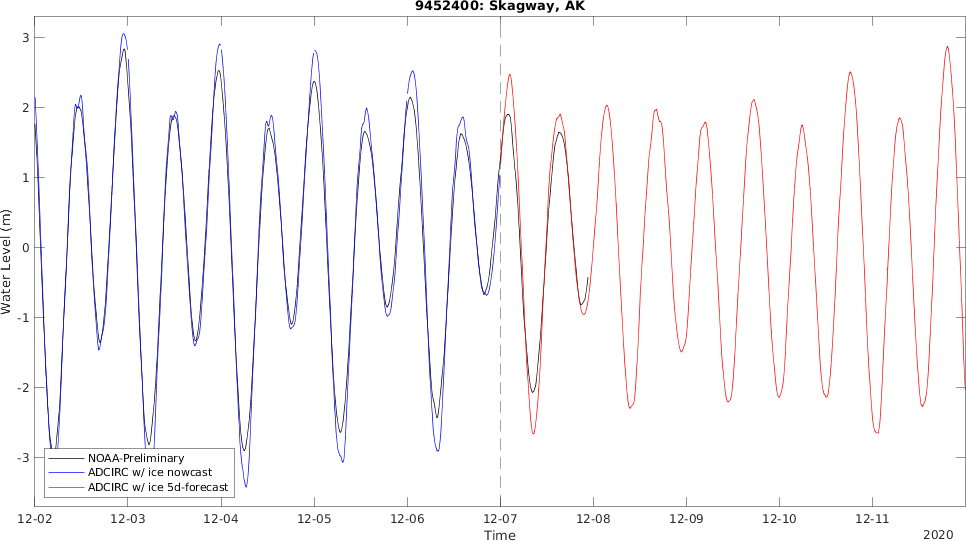 9452400: Skagway, AK
Water Level (m)
3
2
1
0
-1
-2
-3
NOAA-Preliminary
ADCIRC w/ ice nowcast
ADCIRC w/ ice 5d-forecast
12-02 12-03 12-04 12-05 12-06 12-07 12-08 12-09 12-10 12-11
Time
2020